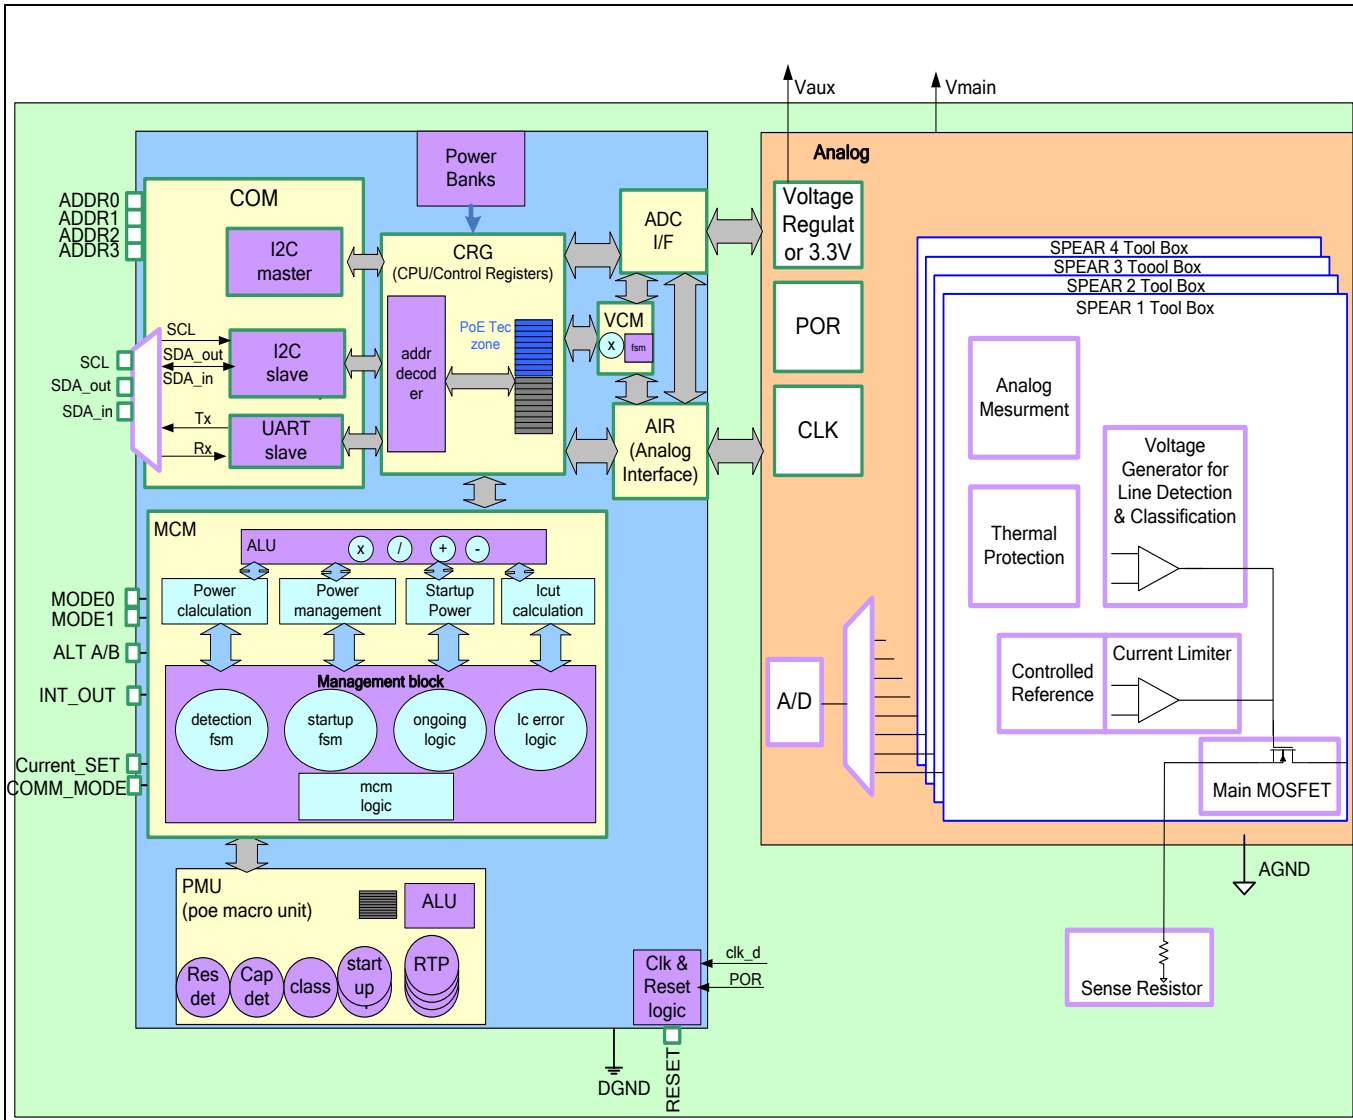 Vaux
Vmain
Analog
Power
Banks
ADDR0
ADDR1
ADDR2
ADDR3
COM
I2C
master
CRG
(CPU/Control Registers)
ADC
I/F
Voltage
Regulat
or 3.3V
SPEAR 4 Tool Box
SPEAR 3 Toool Box
SPEAR 2 Tool Box
SPEAR 1 Tool Box
PoE Tec
zone
VCM
x
fsm
POR
SCL
SDA_out
SDA_in
SCL
SDA_out
SDA_in
I2C
slave
addr
decod
er
Analog
Mesurment
Tx
Rx
UART
slave
AIR
(Analog
Interface)
CLK
Voltage
Generator for
Line Detection
& Classification
Thermal
Protection
MCM
ALU
x
/
+
-
MODE0
MODE1
ALT A/B
INT_OUT
Current_SET
COMM_MODE
Power
clalculation
Power
management
Startup
Power
Icut
calculation
Management block
detection
fsm
startup
fsm
ongoing
logic
Ic error
logic
mcm
logic
A/D
Controlled
Reference
Current Limiter
Main MOSFET
AGND
PMU
(poe macro unit)
ALU
Res
det
Cap
det
class
start
up
RTP
Clk &
Reset
logic
clk_d
POR
Sense Resistor
DGND
RESET